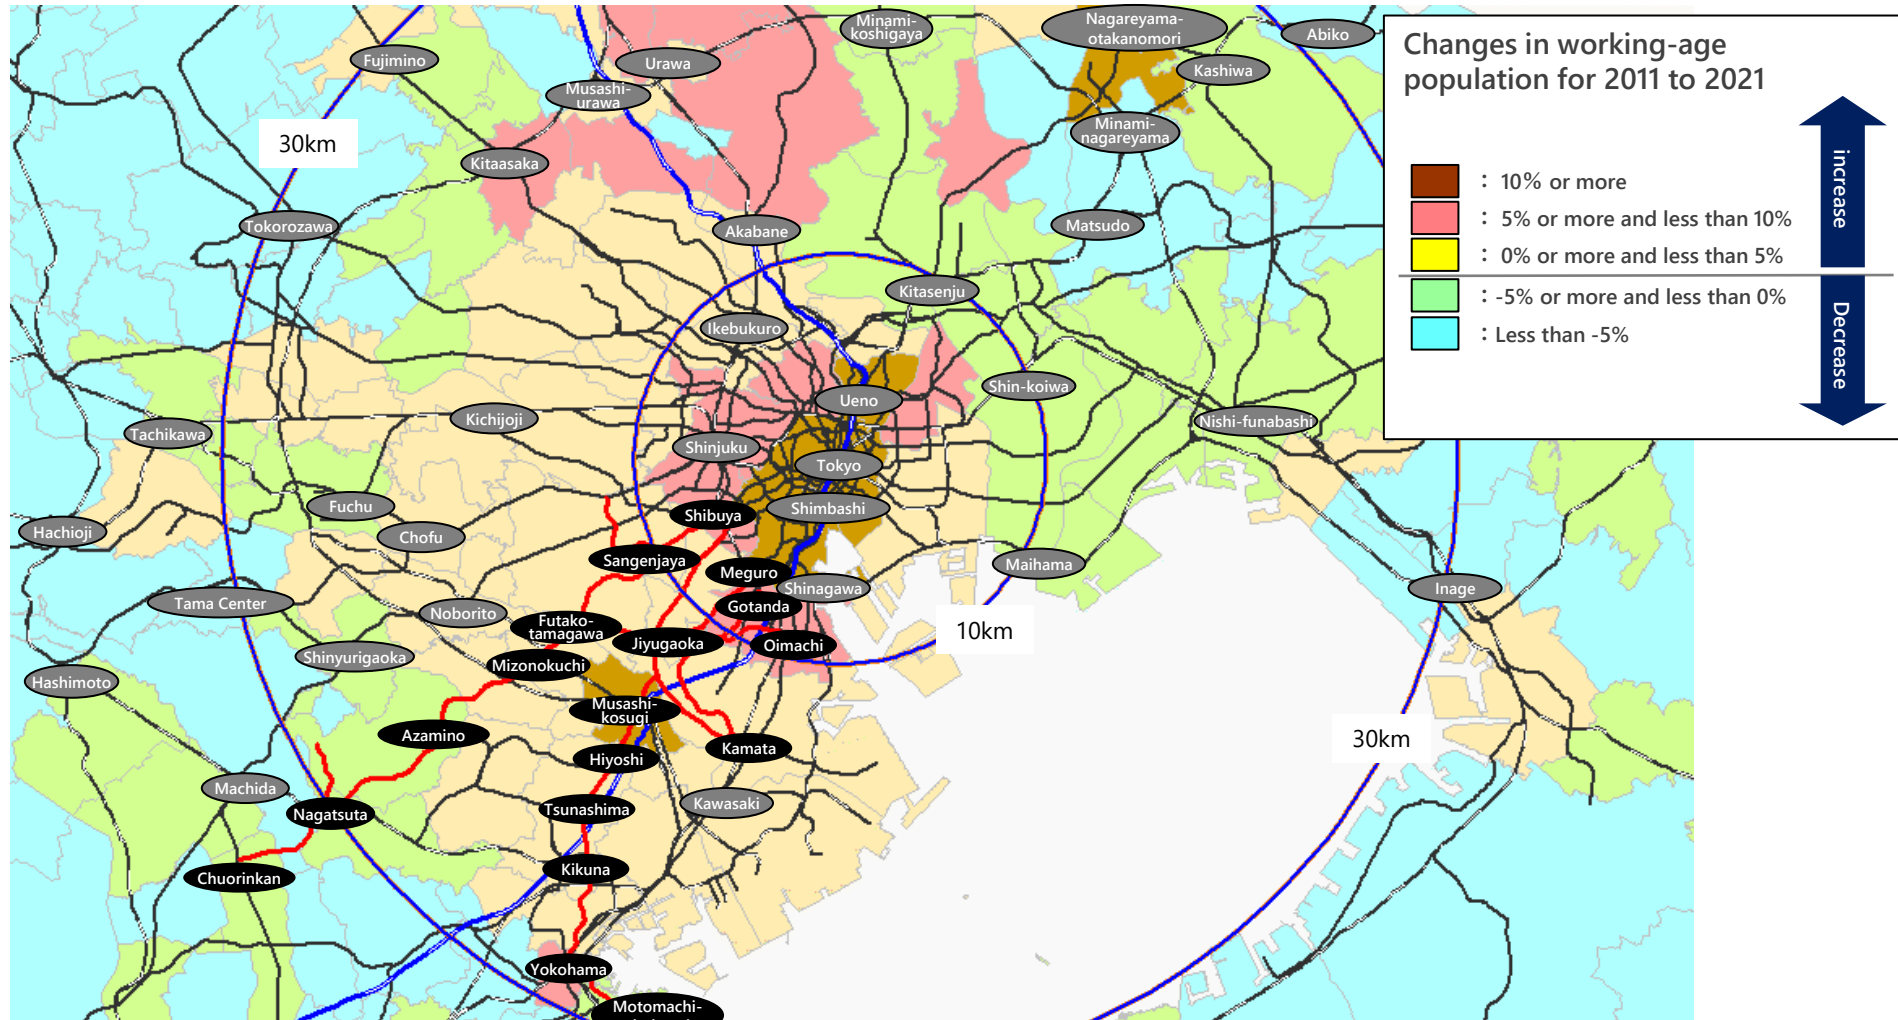 Changes in working-age
population for 2011 to 2021
increase
: 10% or more
: 5% or more and less than 10%
: 0% or more and less than 5%
: -5% or more and less than 0%
: Less than -5%
Decrease
Fujimino
Urawa
Minami-
koshigaya
Nagareyama-
otakanomori
Abiko
Kashiwa
Musashi-
urawa
Minami-
nagareyama
30km
Kitaasaka
Tokorozawa
Akabane
Matsudo
Kitasenju
Ikebukuro
Shin-koiwa
Ueno
Kichijoji
Nishi-funabashi
Tachikawa
Shinjuku
Tokyo
Fuchu
Shibuya
Shimbashi
Hachioji
Chofu
Sangenjaya
Meguro
Maihama
Shinagawa
Inage
Tama Center
Noborito
Gotanda
Futako-
tamagawa
10km
Jiyugaoka
Oimachi
Shinyurigaoka
Mizonokuchi
Hashimoto
Musashi-
kosugi
Azamino
30km
Kamata
Hiyoshi
Machida
Kawasaki
Tsunashima
Nagatsuta
Kikuna
Chuorinkan
Yokohama
Motomachi-